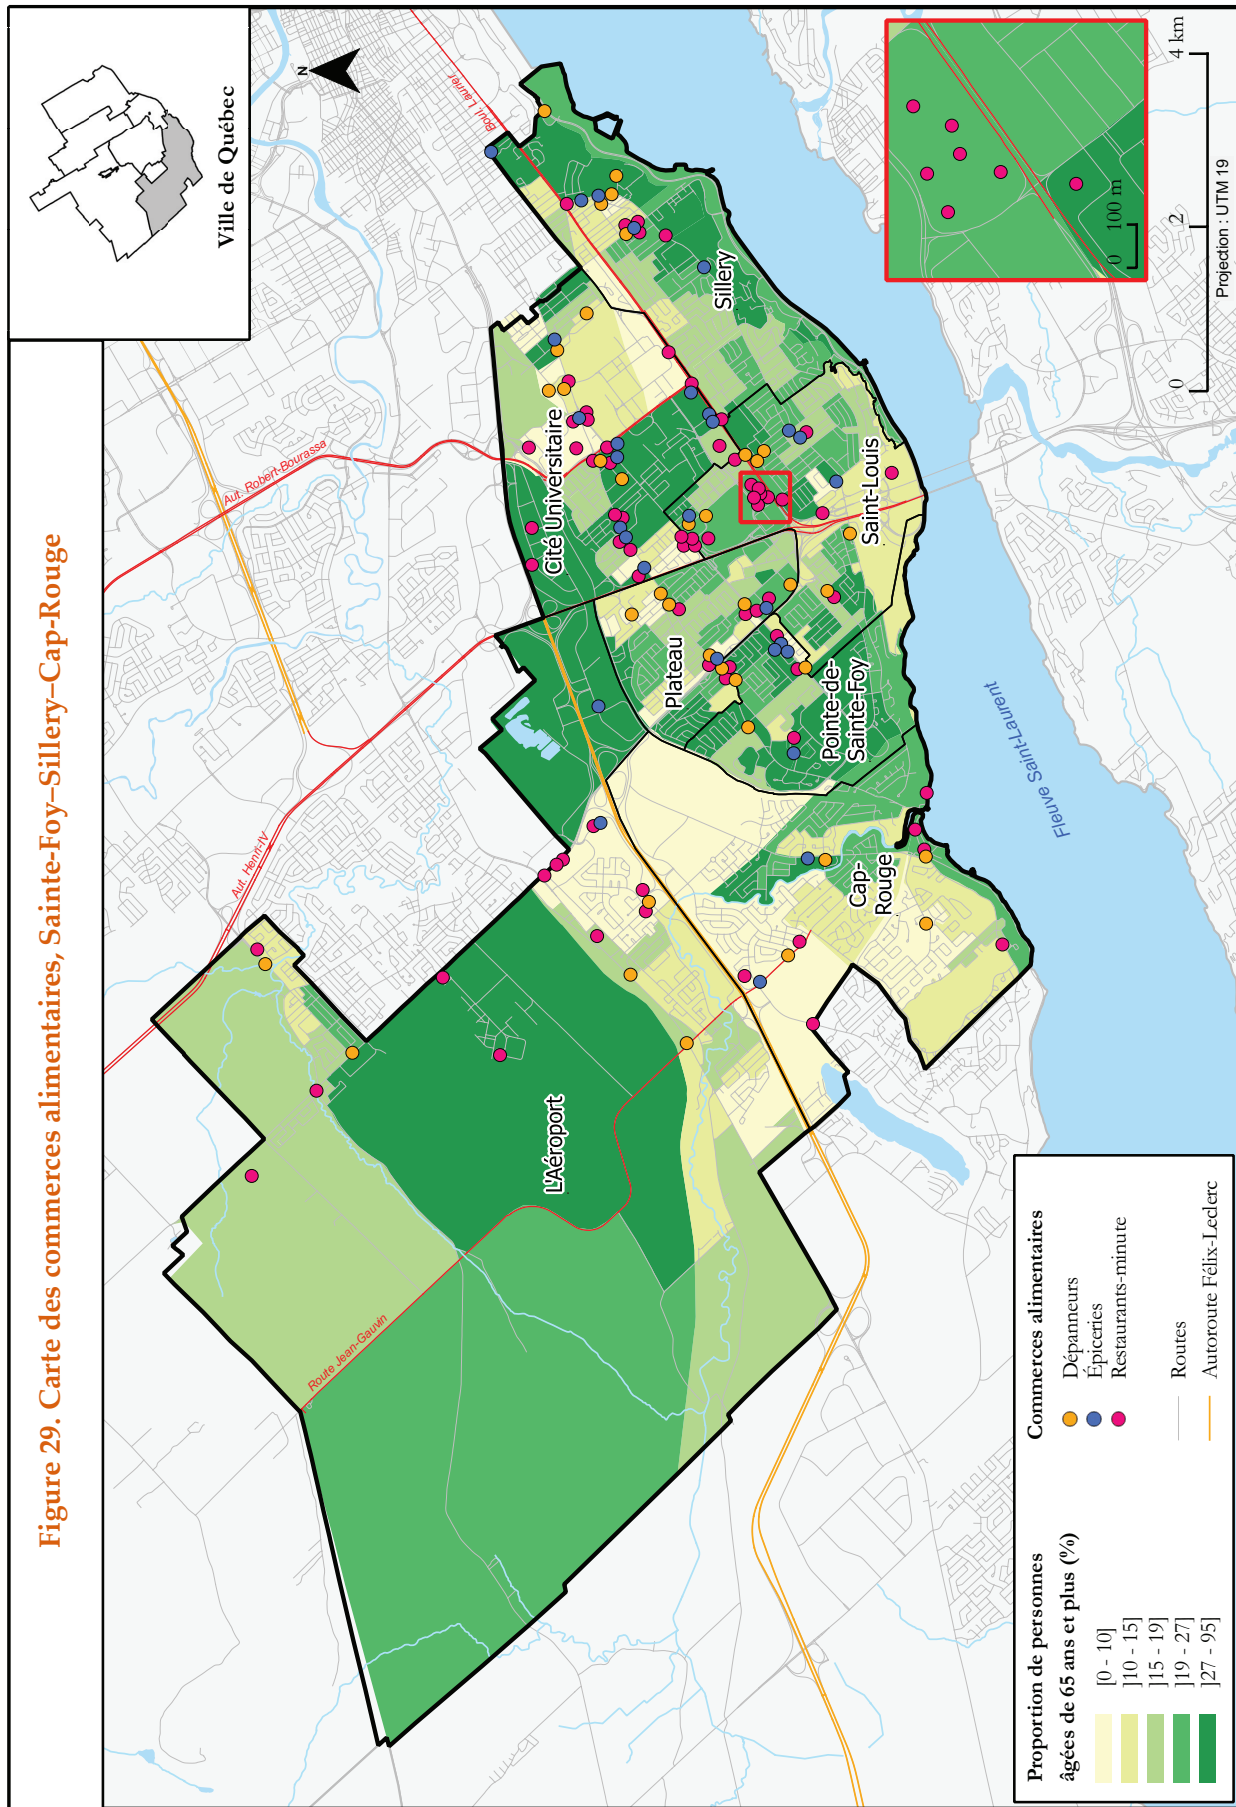 Figure 29. Carte des commerces alimentaires, Sainte-Foy–Sillery–Cap-Rouge
Ville de Québec
N
Boul. Laurier
Aut. Robert-Bourassa
Aut. Henri-IV
Route Jean-Gauvin
L'Aéroport
Cité Universitaire
Plateau
Sillery
Saint-Louis
Pointe-de-
Sainte-Foy
Cap-
Rouge
Fleuve Saint-Laurent
0 100 m
0 2 4 km
Projection : UTM 19
Proportion de personnes
âgées de 65 ans et plus (%)
[0 - 10]
]10 - 15]
]15 - 19]
]19 - 27]
]27 - 95]
Commerces alimentaires
Dépanneurs
Épiceries
Restaurants-minute
Routes
Autoroute Félix-Leclerc